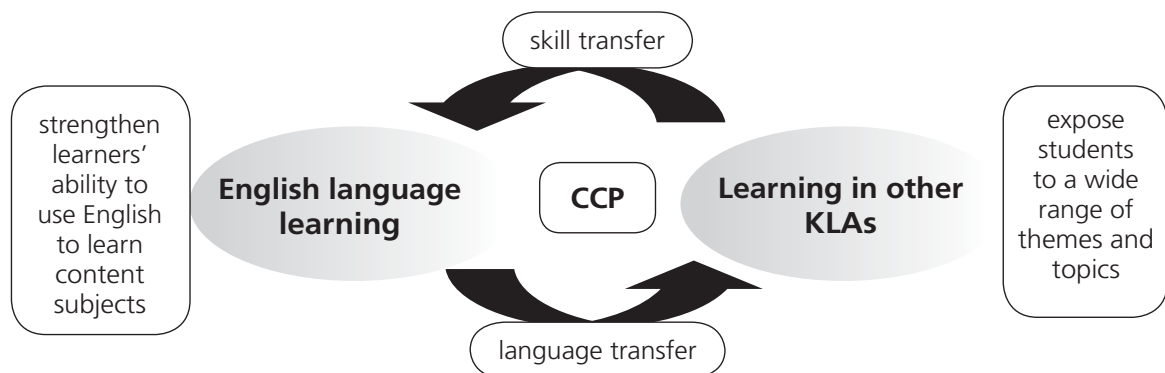 skill transfer
strengthen
learners’
ability to
use English
to learn
content
subjects
English language
learning
CCP
Learning in other
KLAs
expose
students
to a wide
range of
themes and
topics
language transfer